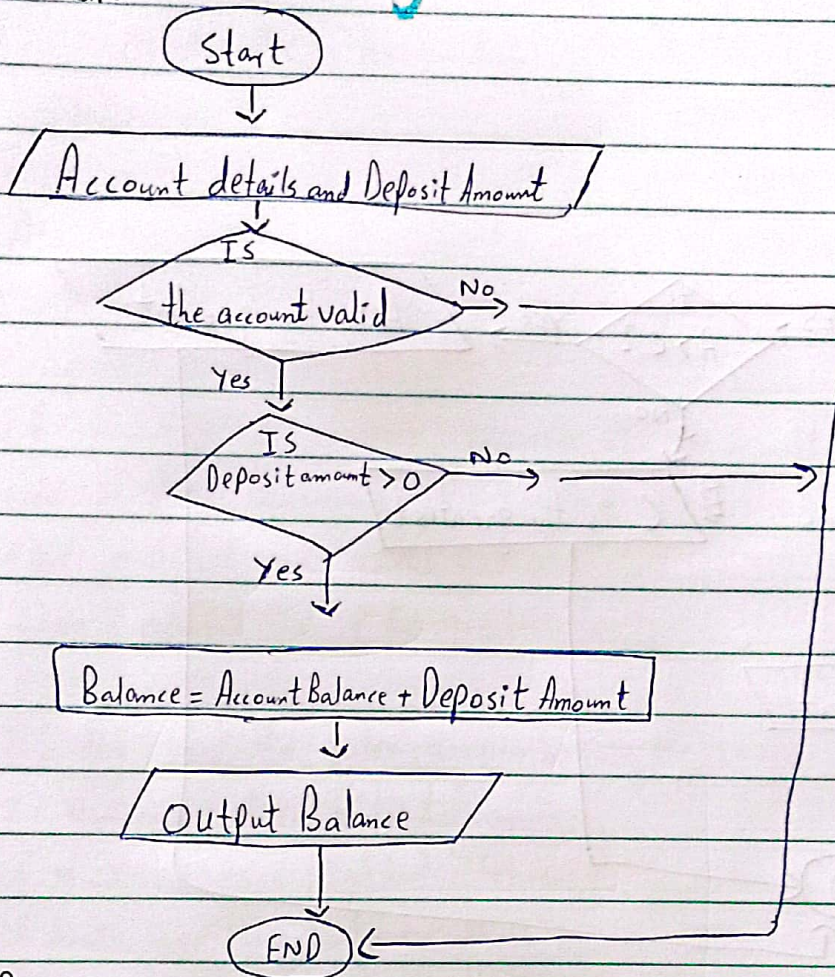 Start
Account details and Deposit Amount
IS
the account valid
No
Yes
IS
Deposit amount > 0
No
Yes
Balance = Account Balance + Deposit Amount
Output Balance
END